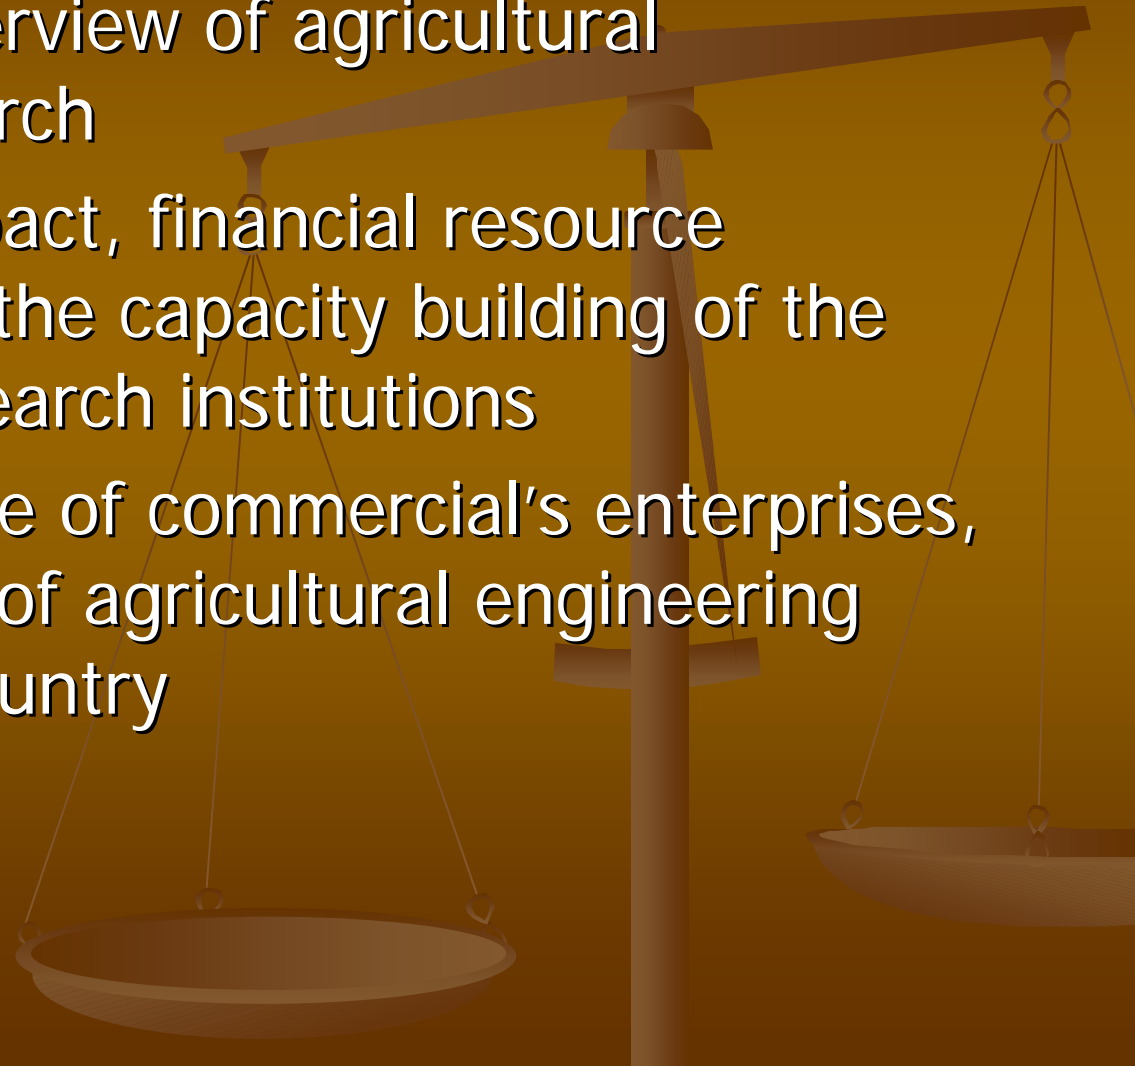 erview of agricultural
rch
pact, financial resource
the capacity building of the
earch institutions
e of commercial's enterprises,
of agricultural engineering
untry